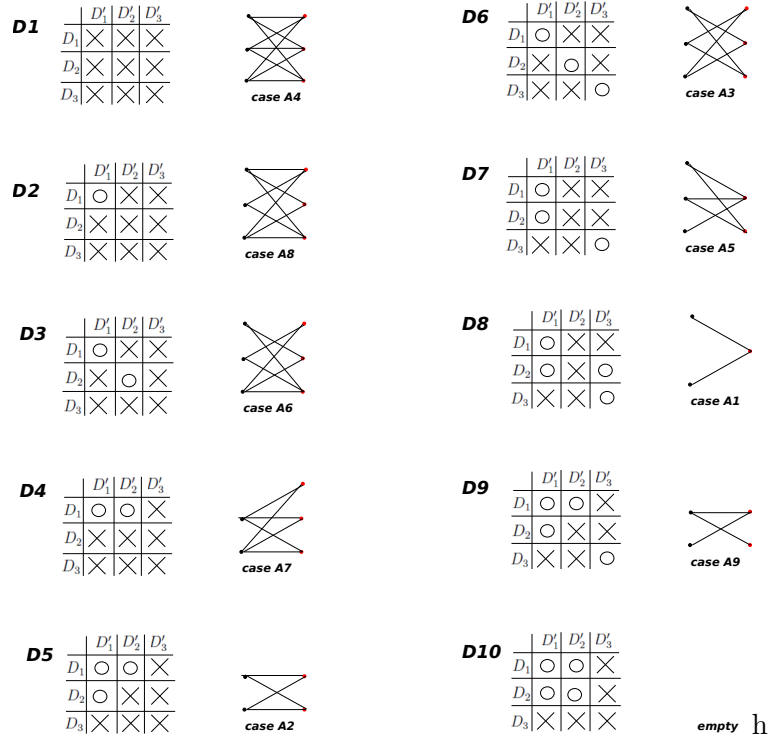 D1
D′1 D′2 D′3
D1 × × ×
D2 × × ×
D3 × × ×
case A4
D2
D′1 D′2 D′3
D1 ○ × ×
D2 × × ×
D3 × × ×
case A8
D3
D′1 D′2 D′3
D1 ○ × ×
D2 × ○ ×
D3 × × ×
case A6
D4
D′1 D′2 D′3
D1 ○ ○ ×
D2 × × ×
D3 × × ×
case A7
D5
D′1 D′2 D′3
D1 ○ ○ ×
D2 ○ × ×
D3 × × ×
case A2
D6
D′1 D′2 D′3
D1 ○ × ×
D2 × ○ ×
D3 × × ○
case A3
D7
D′1 D′2 D′3
D1 ○ × ×
D2 ○ × ×
D3 × × ○
case A5
D8
D′1 D′2 D′3
D1 ○ × ×
D2 ○ × ○
D3 × × ○
case A1
D9
D′1 D′2 D′3
D1 ○ ○ ×
D2 ○ × ×
D3 × × ○
case A9
D10
D′1 D′2 D′3
D1 ○ ○ ×
D2 ○ ○ ×
D3 × × ×
empty h